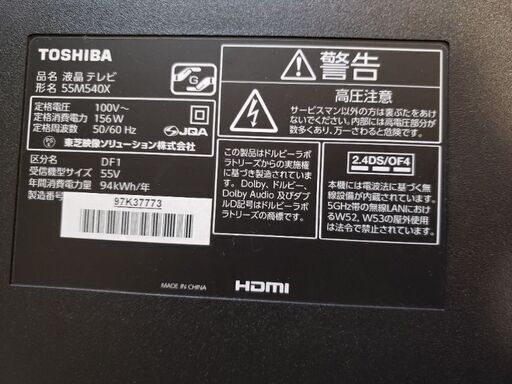 TOSHIBA
品名 液晶テレビ
形名 55M540X
G
定格電圧 100V～
定格消費電力 156W
定格周波数 50/60 Hz
JQA
東芝映像ソリューション株式会社
区分名 DF1
受信機型サイズ 55V
年間消費電力量 94kWh/年
製造番号
97K37773
MADE IN CHINA
警告
高圧注意
サービスマン以外の方は裏ぶたをあけ
ないでください。内部には高電圧部分が
数多くあり、万一さわると危険です。
この製品はドルビーラボ
ラトリーズからの実施権
に基づき製造されていま
す。Dolby、ドルビー、
Dolby Audio 及びダブ
ルD記号はドルビーラボ
ラトリーズの商標です。
2.4DS/OF4
本機には電波法に基づく無
線設備が内蔵されています。
5GHz帯の無線LANにおけ
るW52、W53の屋外使用
は法令で禁止されています。
HDMI